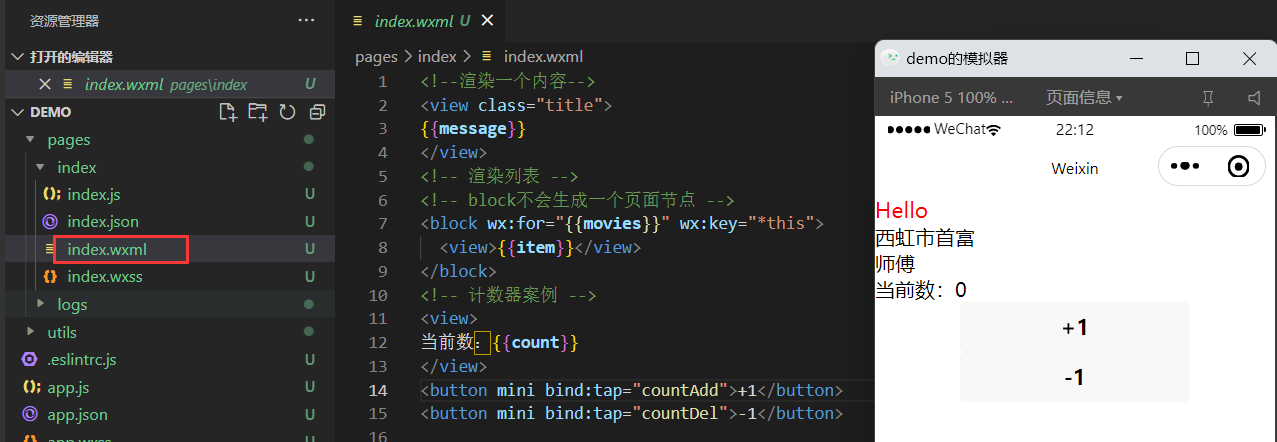 资源管理器 ···
打开的编辑器
index.wxml pages\index U
DEMO
pages
index
index.js U
index.json U
index.wxml U
index.wxss U
logs
utils
.eslintrc.js U
app.js U
app.json U
app.wxss U
index.wxml U
pages > index > index.wxml
1 <!--渲染一个内容-->
2 <view class="title">
3 {{message}}
4 </view>
5 <!-- 渲染列表 -->
6 <!-- block不会生成一个页面节点 -->
7 <block wx:for="{{movies}}" wx:key="*this">
8 <view>{{item}}</view>
9 </block>
10 <!-- 计数器案例 -->
11 <view>
12 当前数：{{count}}
13 </view>
14 <button mini bind:tap="countAdd">+1</button>
15 <button mini bind:tap="countDel">-1</button>
16
demo的模拟器
iPhone 5 100% ... 页面信息
WeChat 22:12 100%
Weixin
Hello
西虹市首富
师傅
当前数：0
+1
-1